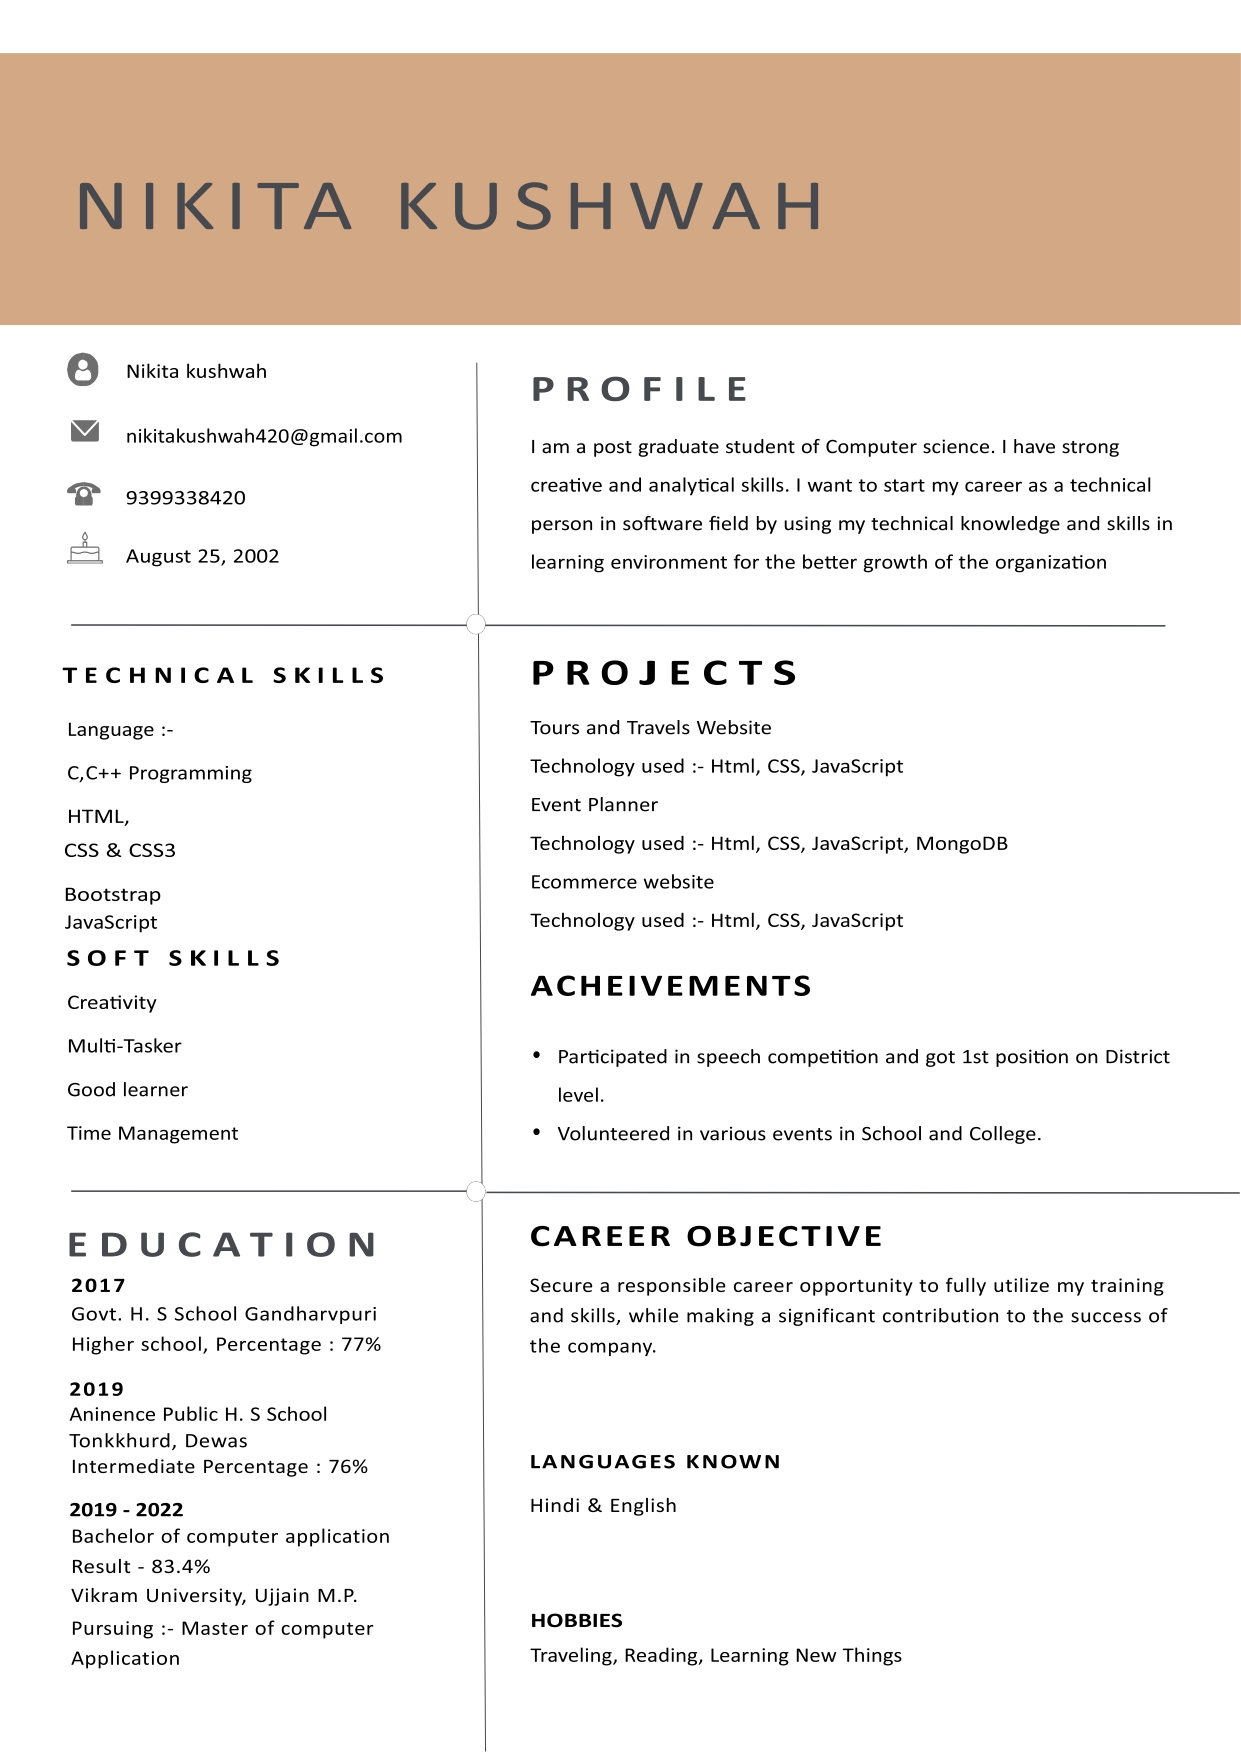 NIKITA KUSHWAH
Nikita kushwah
nikitakushwah420@gmail.com
9399338420
August 25, 2002
PROFILE
I am a post graduate student of Computer science. I have strong
creative and analytical skills. I want to start my career as a technical
person in software field by using my technical knowledge and skills in
learning environment for the better growth of the organization
TECHNICAL SKILLS
Language :-
C,C++ Programming
HTML,
CSS & CSS3
Bootstrap
JavaScript
SOFT SKILLS
Creativity
Multi-Tasker
Good learner
Time Management
PROJECTS
Tours and Travels Website
Technology used :- Html, CSS, JavaScript
Event Planner
Technology used :- Html, CSS, JavaScript, MongoDB
Ecommerce website
Technology used :- Html, CSS, JavaScript
ACHEIVEMENTS
• Participated in speech competition and got 1st position on District
level.
• Volunteered in various events in School and College.
EDUCATION
2017
Govt. H. S School Gandharvpuri
Higher school, Percentage : 77%
2019
Aninence Public H. S School
Tonkkhurd, Dewas
Intermediate Percentage : 76%
2019 - 2022
Bachelor of computer application
Result - 83.4%
Vikram University, Ujjain M.P.
Pursuing :- Master of computer
Application
CAREER OBJECTIVE
Secure a responsible career opportunity to fully utilize my training
and skills, while making a significant contribution to the success of
the company.
LANGUAGES KNOWN
Hindi & English
HOBBIES
Traveling, Reading, Learning New Things